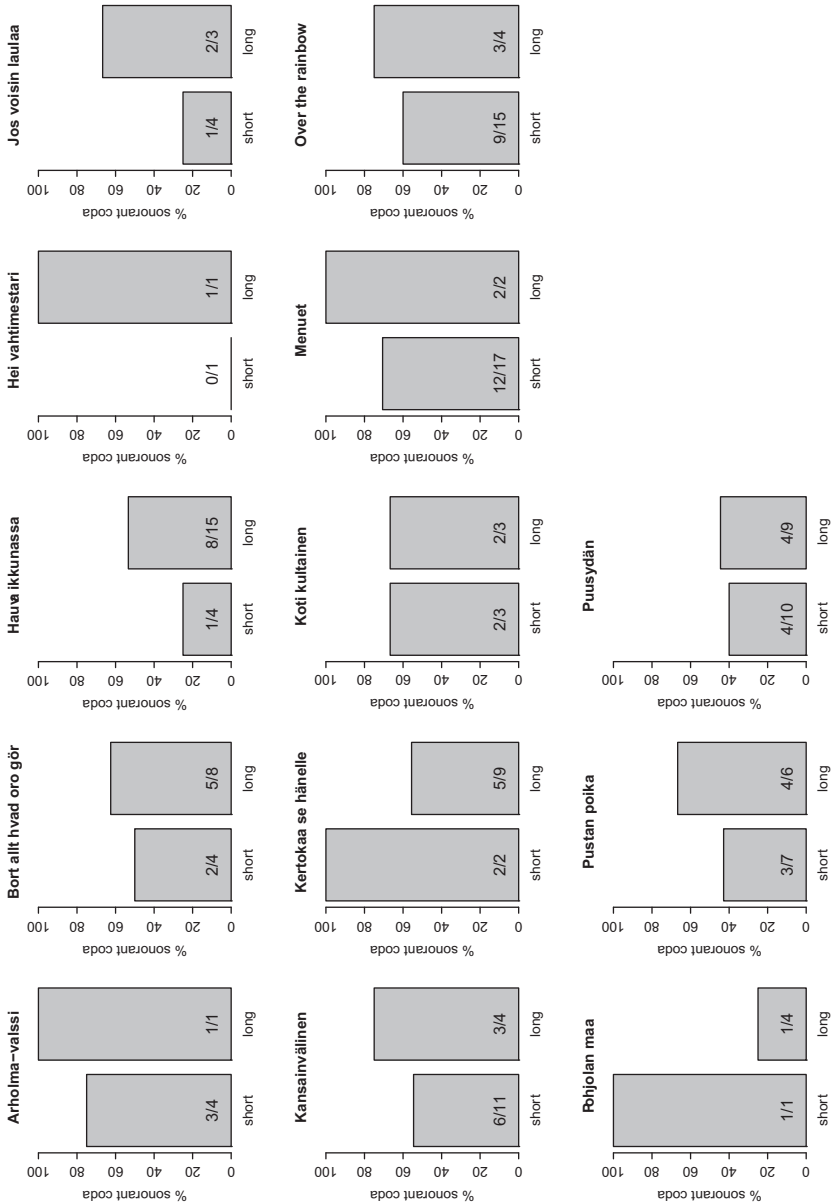 Arholma−valssi
% sonorant coda
100
80
60
40
20
0
3/4
1/1
short
long
Bort allt hvad oro gör
% sonorant coda
100
80
60
40
20
0
2/4
5/8
short
long
Hauva ikkunassa
% sonorant coda
100
80
60
40
20
0
1/4
8/15
short
long
Hei vahtimestari
% sonorant coda
100
80
60
40
20
0
0/1
1/1
short
long
Jos voisin laulaa
% sonorant coda
100
80
60
40
20
0
1/4
2/3
short
long
Kansainvälinen
% sonorant coda
100
80
60
40
20
0
6/11
3/4
short
long
Kertokaa se hänelle
% sonorant coda
100
80
60
40
20
0
2/2
5/9
short
long
Koti kultainen
% sonorant coda
100
80
60
40
20
0
2/3
2/3
short
long
Menuet
% sonorant coda
100
80
60
40
20
0
12/17
2/2
short
long
Over the rainbow
% sonorant coda
100
80
60
40
20
0
9/15
3/4
short
long
Pohjolan maa
% sonorant coda
100
80
60
40
20
0
1/1
1/4
short
long
Pustan poika
% sonorant coda
100
80
60
40
20
0
3/7
4/6
short
long
Puusydän
% sonorant coda
100
80
60
40
20
0
4/10
4/9
short
long